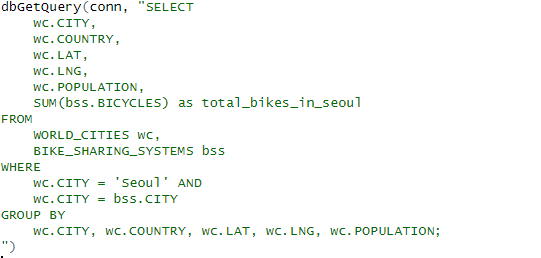 dbGetQuery(conn, "SELECT
    wc.CITY,
    wc.COUNTRY,
    wc.LAT,
    wc.LNG,
    wc.POPULATION,
    SUM(bss.BICYCLES) as total_bikes_in_seoul
FROM
    WORLD_CITIES wc,
    BIKE_SHARING_SYSTEMS bss
WHERE
    wc.CITY = 'Seoul' AND
    wc.CITY = bss.CITY
GROUP BY
    wc.CITY, wc.COUNTRY, wc.LAT, wc.LNG, wc.POPULATION;
")